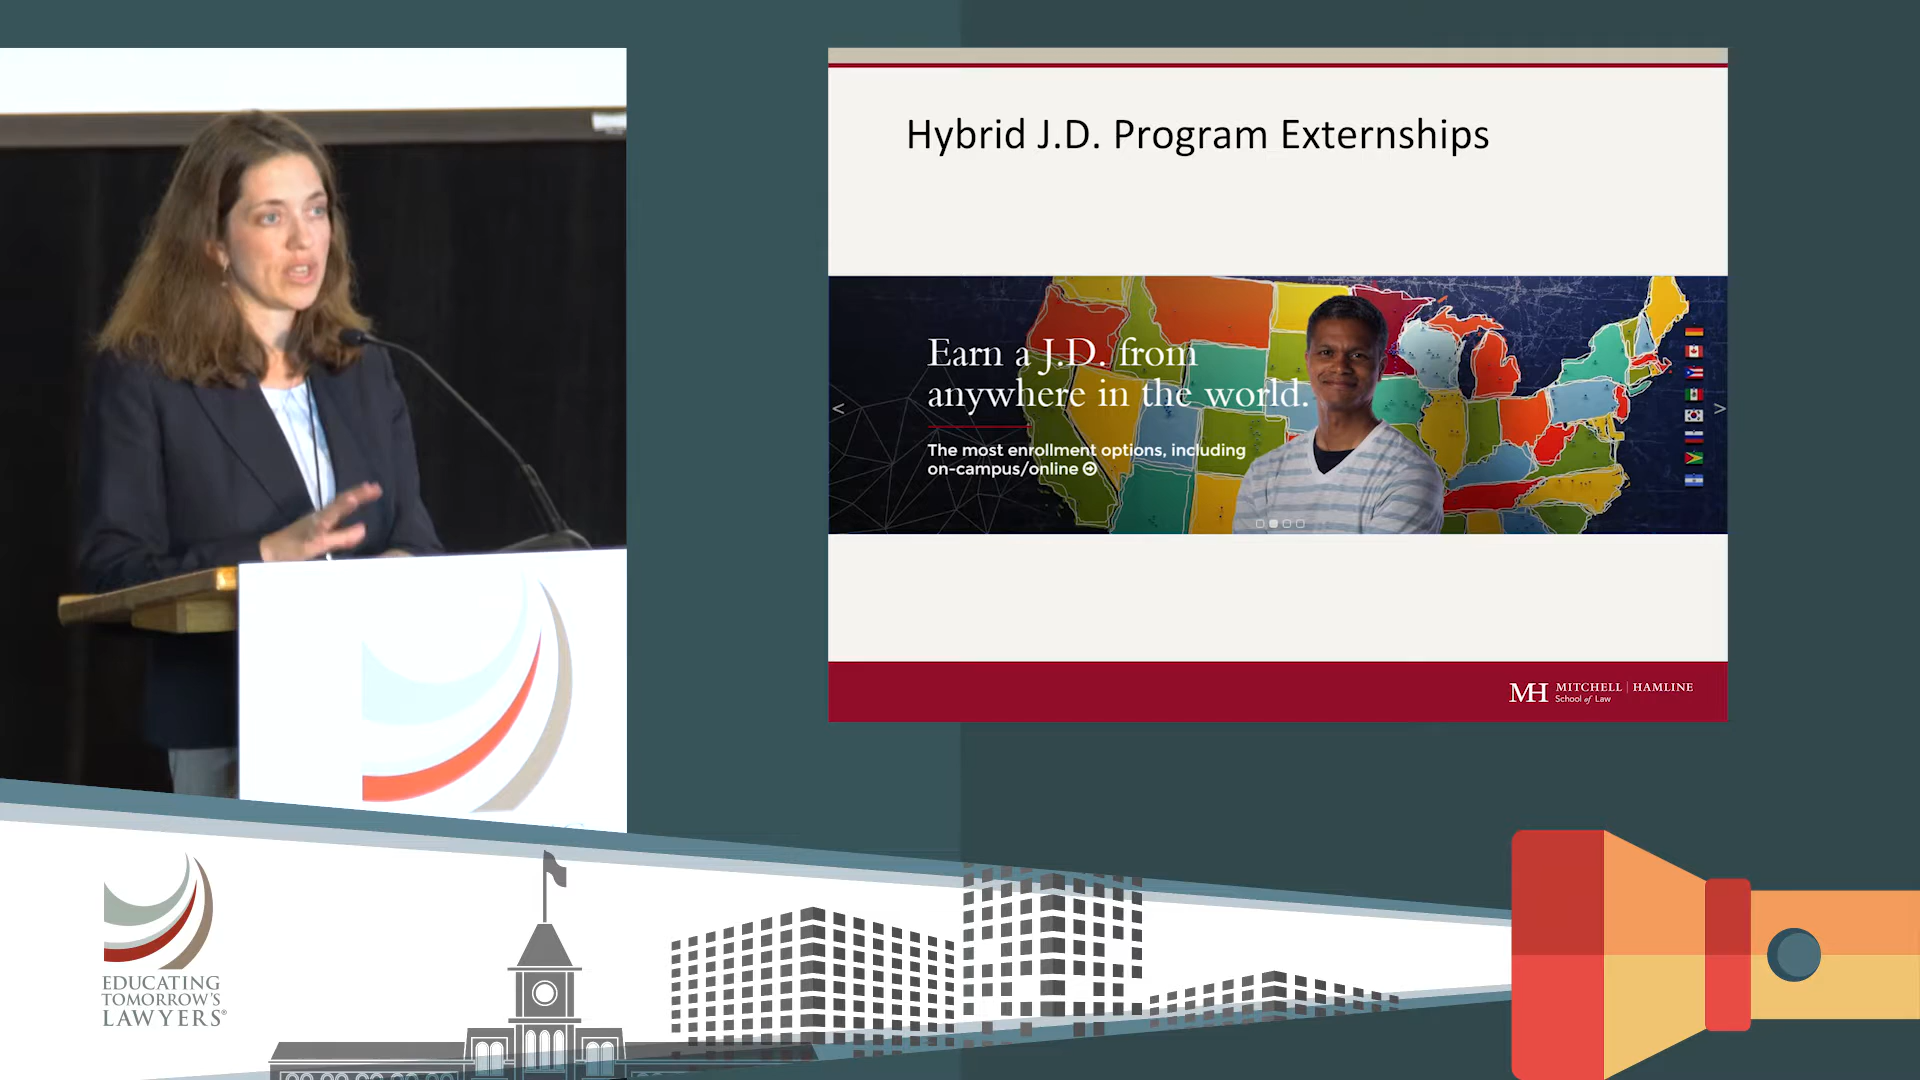 Hybrid J.D. Program Externships
Earn a J.D. from
anywhere in the world.
The most enrollment options, including
on-campus/online
<
>
MH MITCHELL | HAMLINE
School of Law
EDUCATING
TOMORROW'S
LAWYERS®